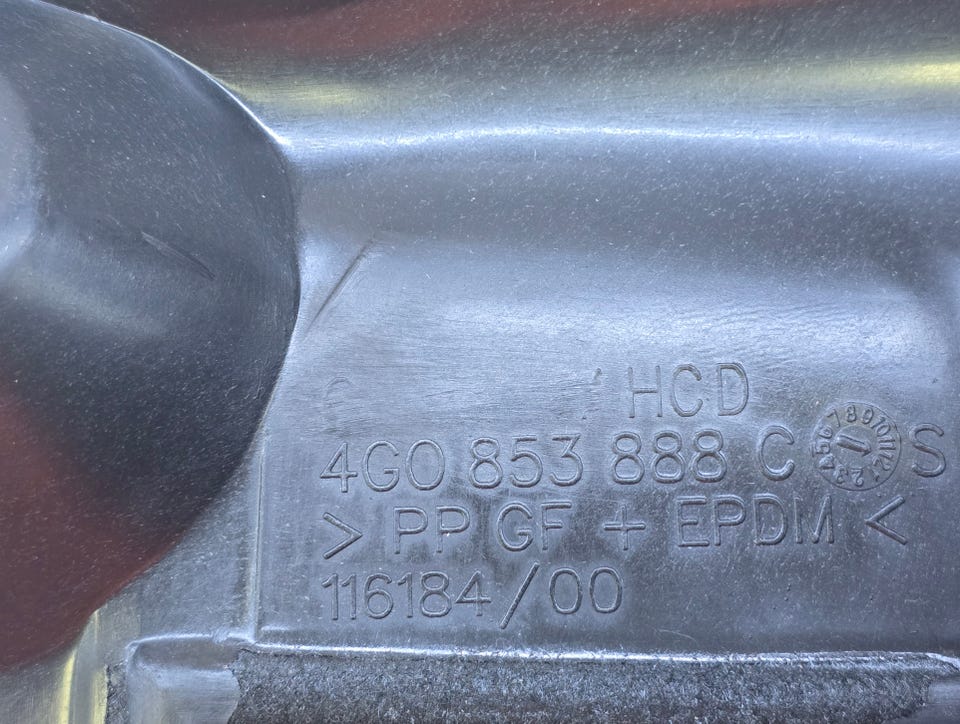 HCD
4G0 853 888 C S
> PP GF + EPDM <
116184/00